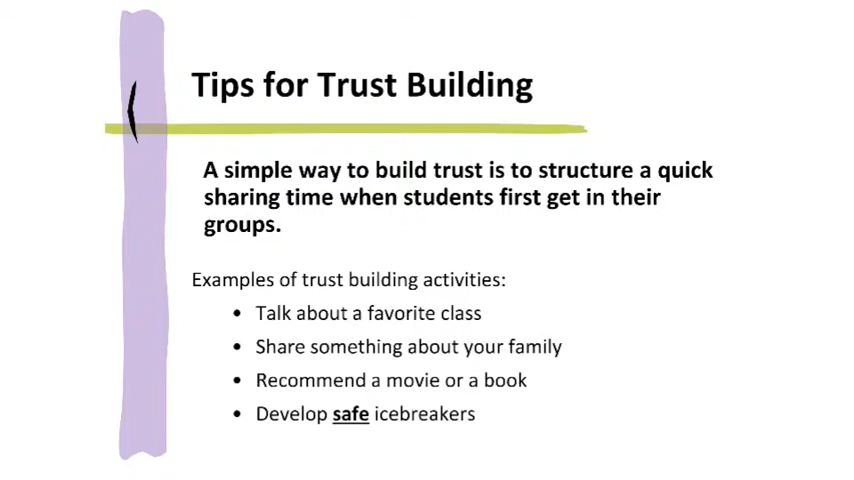 Tips for Trust Building
A simple way to build trust is to structure a quick
sharing time when students first get in their
groups.
Examples of trust building activities:
• Talk about a favorite class
• Share something about your family
• Recommend a movie or a book
• Develop safe icebreakers